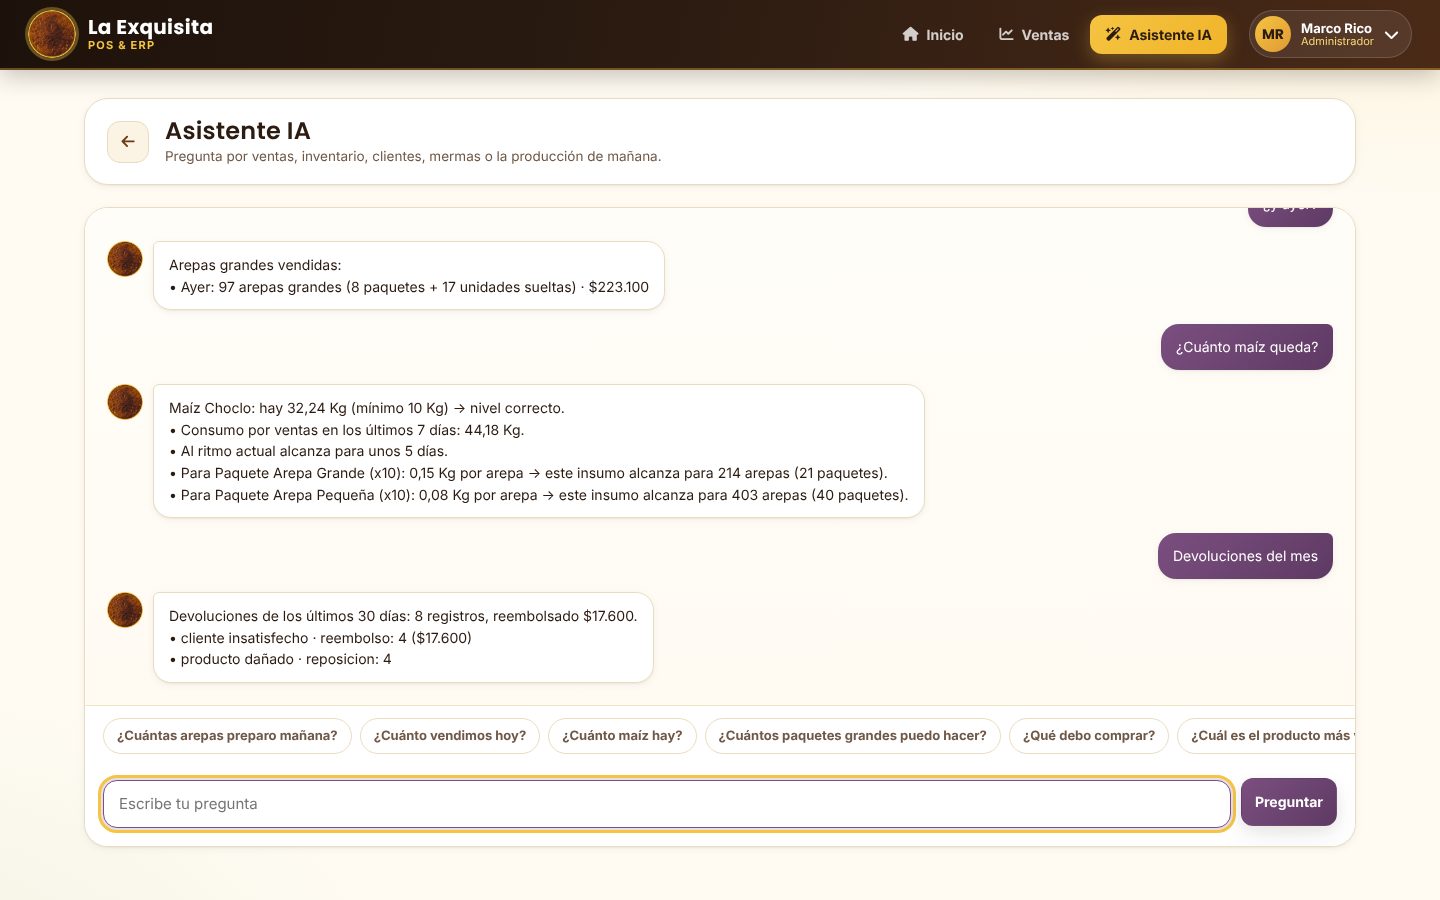 La Exquisita
POS & ERP
Inicio
Ventas
Asistente IA
MR
Marco Rico
Administrador
Asistente IA
Pregunta por ventas, inventario, clientes, mermas o la producción de mañana.
Arepas grandes vendidas:
• Ayer: 97 arepas grandes (8 paquetes + 17 unidades sueltas) · $223.100
¿Cuánto maíz queda?
Maíz Choclo: hay 32,24 Kg (mínimo 10 Kg) → nivel correcto.
• Consumo por ventas en los últimos 7 días: 44,18 Kg.
• Al ritmo actual alcanza para unos 5 días.
• Para Paquete Arepa Grande (x10): 0,15 Kg por arepa → este insumo alcanza para 214 arepas (21 paquetes).
• Para Paquete Arepa Pequeña (x10): 0,08 Kg por arepa → este insumo alcanza para 403 arepas (40 paquetes).
Devoluciones del mes
Devoluciones de los últimos 30 días: 8 registros, reembolsado $17.600.
• cliente insatisfecho · reembolso: 4 ($17.600)
• producto dañado · reposicion: 4
¿Cuántas arepas preparo mañana?
¿Cuánto vendimos hoy?
¿Cuánto maíz hay?
¿Cuántos paquetes grandes puedo hacer?
¿Qué debo comprar?
¿Cuál es el producto más
Escribe tu pregunta
Preguntar